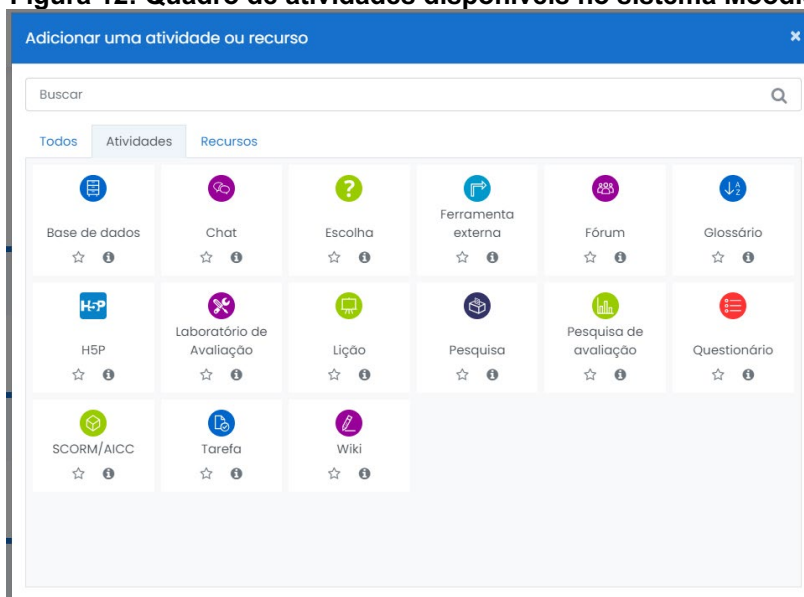 Figura 12: Quadro de atividades disponíveis no sistema Moodle
Adicionar uma atividade ou recurso ×
Buscar
Todos Atividades Recursos
Base de dados
Chat
Escolha
Ferramenta
externa
Fórum
Glossário
H5P
H5P
Laboratório de
Avaliação
Lição
Pesquisa
Pesquisa de
avaliação
Questionário
SCORM/AICC
Tarefa
Wiki